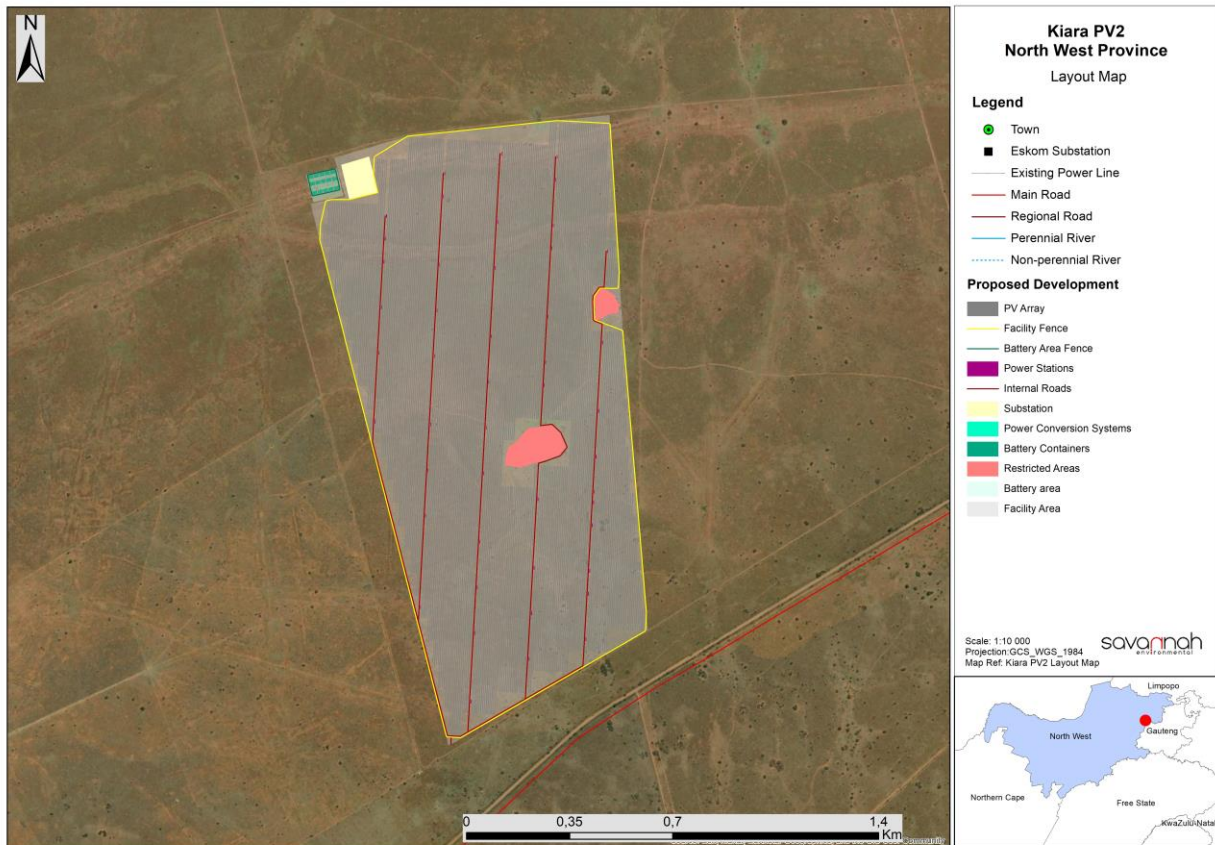 N
Kiara PV2
North West Province
Layout Map
Legend
Town
Eskom Substation
Existing Power Line
Main Road
Regional Road
Perennial River
Non-perennial River
Proposed Development
PV Array
Facility Fence
Battery Area Fence
Power Stations
Internal Roads
Substation
Power Conversion Systems
Battery Containers
Restricted Areas
Battery area
Facility Area
Scale: 1:10 000
Projection:GCS_WGS_1984
Map Ref: Kiara PV2 Layout Map
savannah
environmental
Limpopo
North West
Gauteng
Northern Cape
Free State
KwaZulu-Natal
0 0,35 0,7 1,4
Km
Community